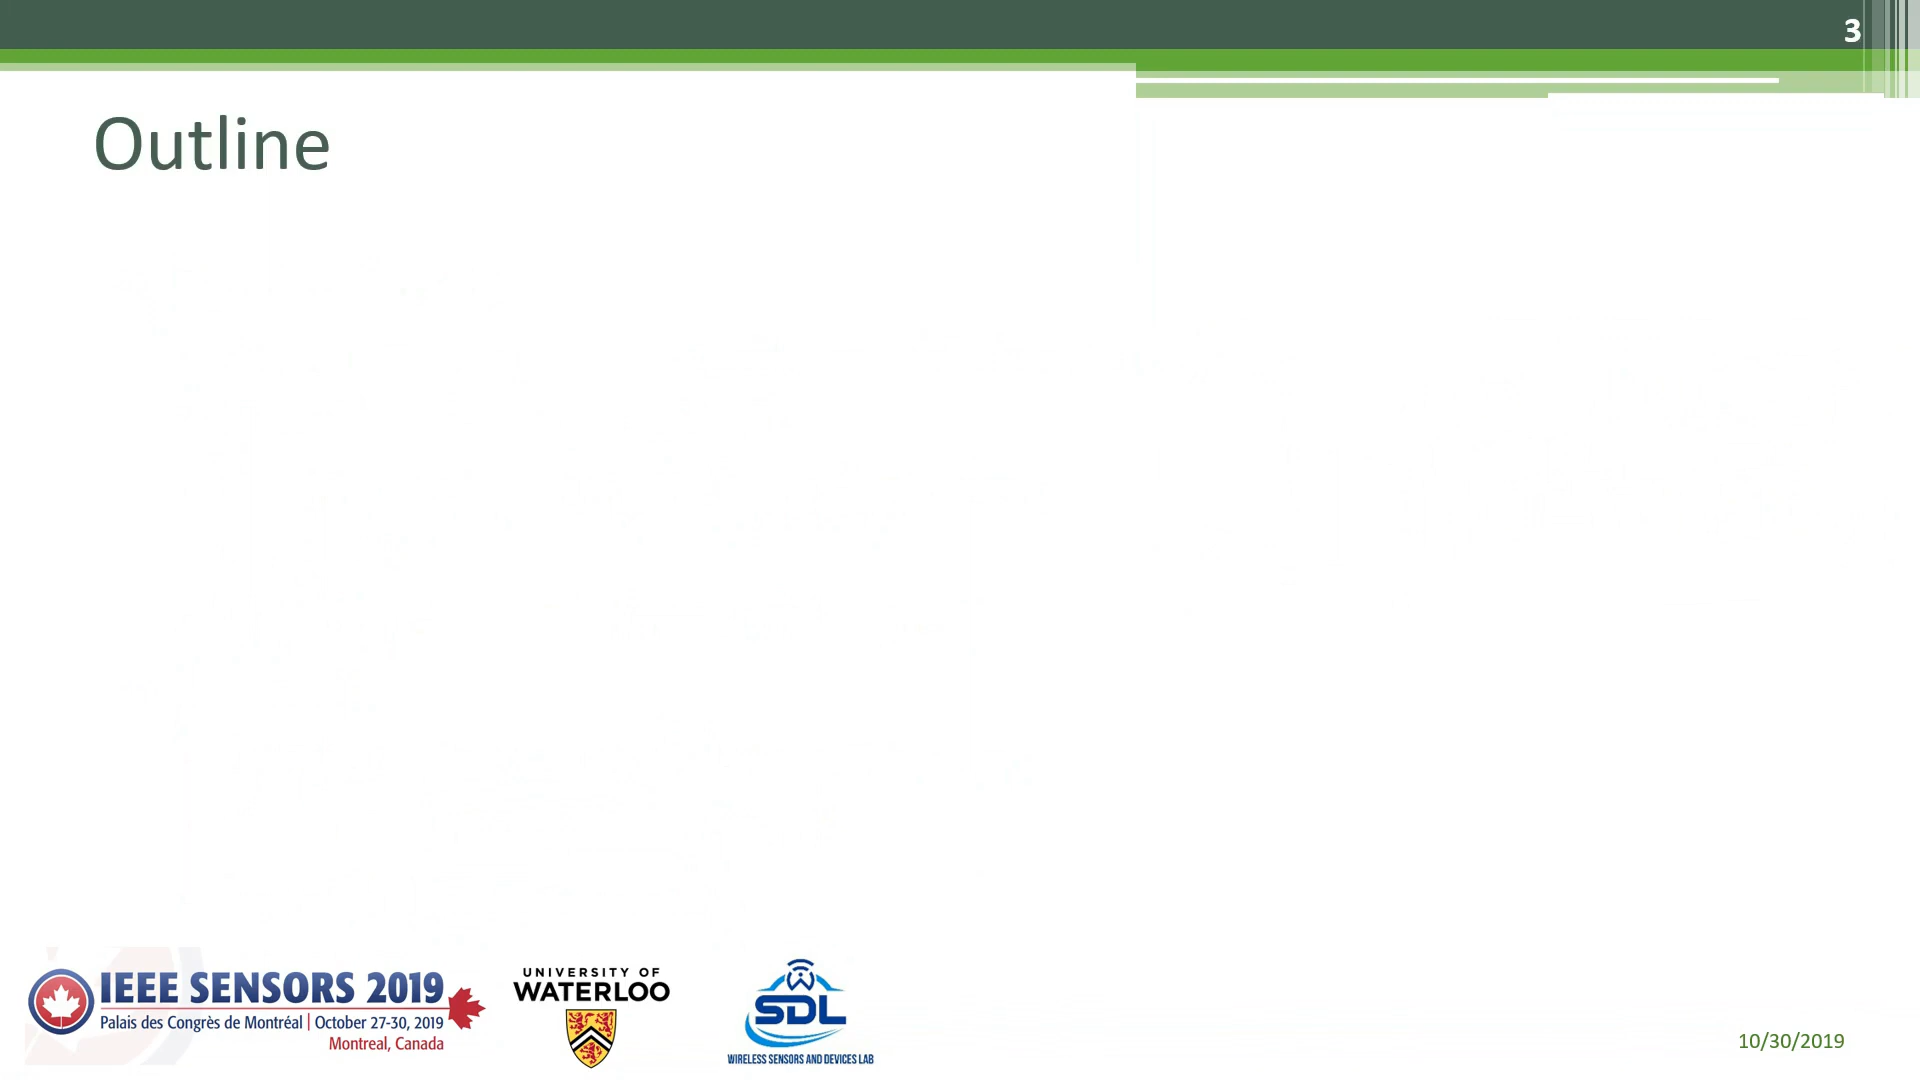 3
Outline
IEEE SENSORS 2019
Palais des Congrès de Montréal | October 27-30, 2019
Montreal, Canada
UNIVERSITY OF
WATERLOO
SDL
WIRELESS SENSORS AND DEVICES LAB
10/30/2019